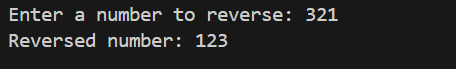 Enter a number to reverse: 321
Reversed number: 123